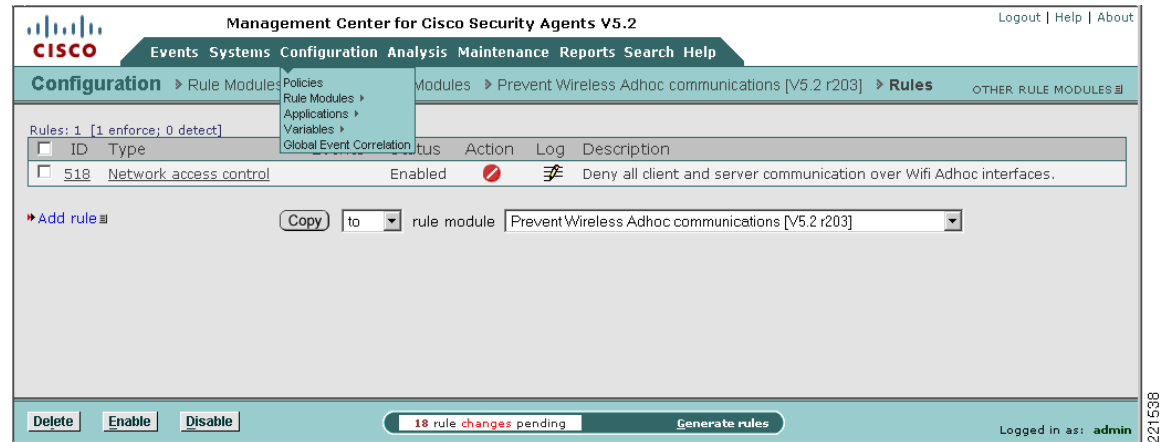 Management Center for Cisco Security Agents V5.2
Logout | Help | About
CISCO
Events Systems Configuration Analysis Maintenance Reports Search Help
Configuration Rule Modules Modules Prevent Wireless Adhoc communications [V5.2 r203] Rules
OTHER RULE MODULES
Policies
Rule Modules
Applications
Variables
Global Event Correlation
Rules: 1 [1 enforce; 0 detect]
ID Type Action Log Description
518 Network access control Enabled Deny all client and server communication over Wifi Adhoc interfaces.
Add rule
Copy to rule module Prevent Wireless Adhoc communications [V5.2 r203]
Delete Enable Disable
18 rule changes pending Generate rules
Logged in as: admin
221538